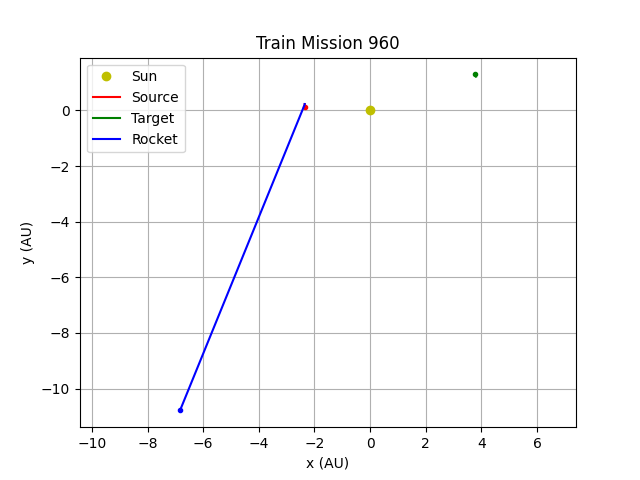 Train Mission 960
Sun
Source
Target
Rocket
y (AU)
0
−2
−4
−6
−8
−10
−10
−8
−6
−4
−2
0
2
4
6
x (AU)